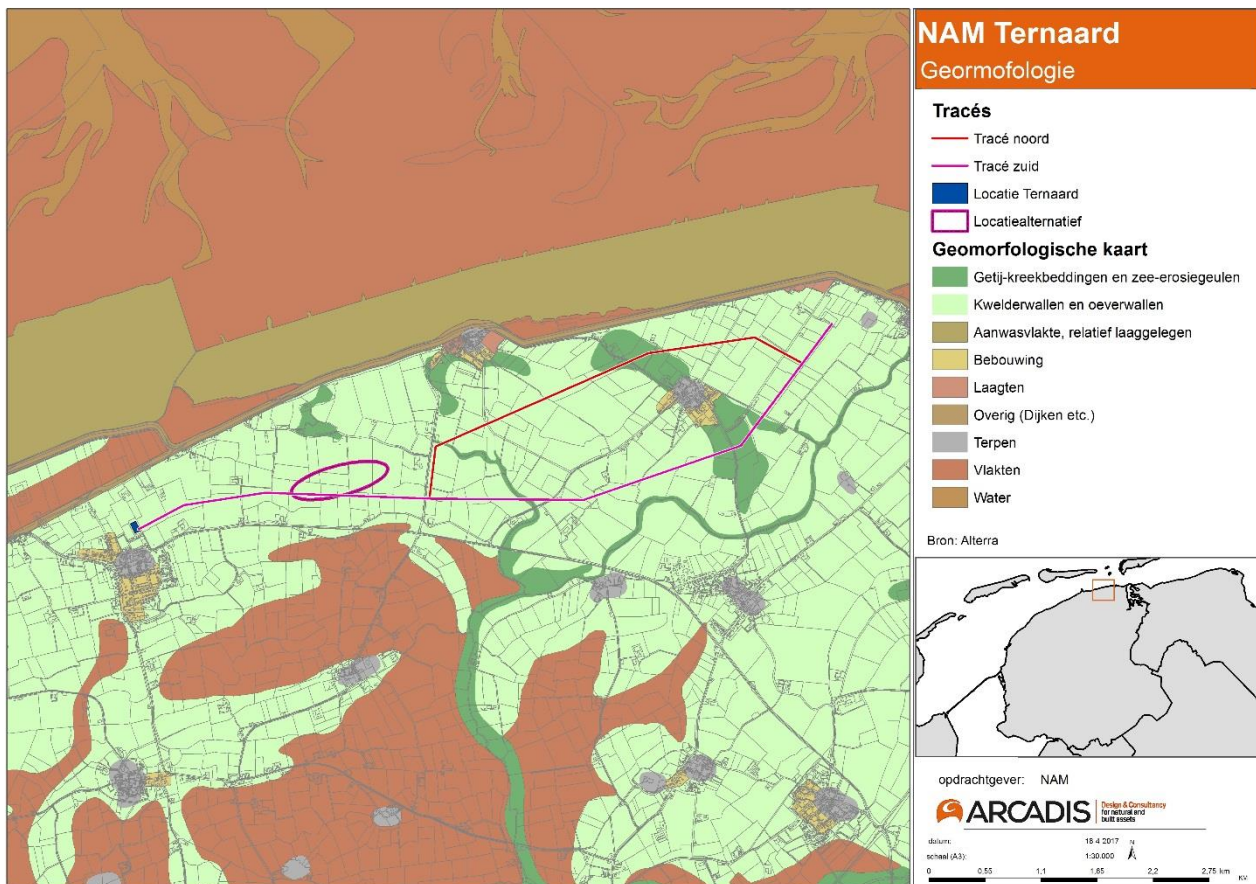 NAM Ternaard
Geormofologie
Tracés
Tracé noord
Tracé zuid
Locatie Ternaard
Locatiealternatief
Geomorfologische kaart
Getij-kreekbeddingen en zee-erosiegeulen
Kwelderwallen en oeverwallen
Aanwasvlakte, relatief laaggelegen
Bebouwing
Laagten
Overig (Dijken etc.)
Terpen
Vlakten
Water
Bron: Alterra
opdrachtgever: NAM
ARCADIS
Design & Consultancy
for natural and
built assets
datum: 18-4-2017 N
schaal (A3): 1:30.000
0 0,55 1,1 1,65 2,2 2,75 km